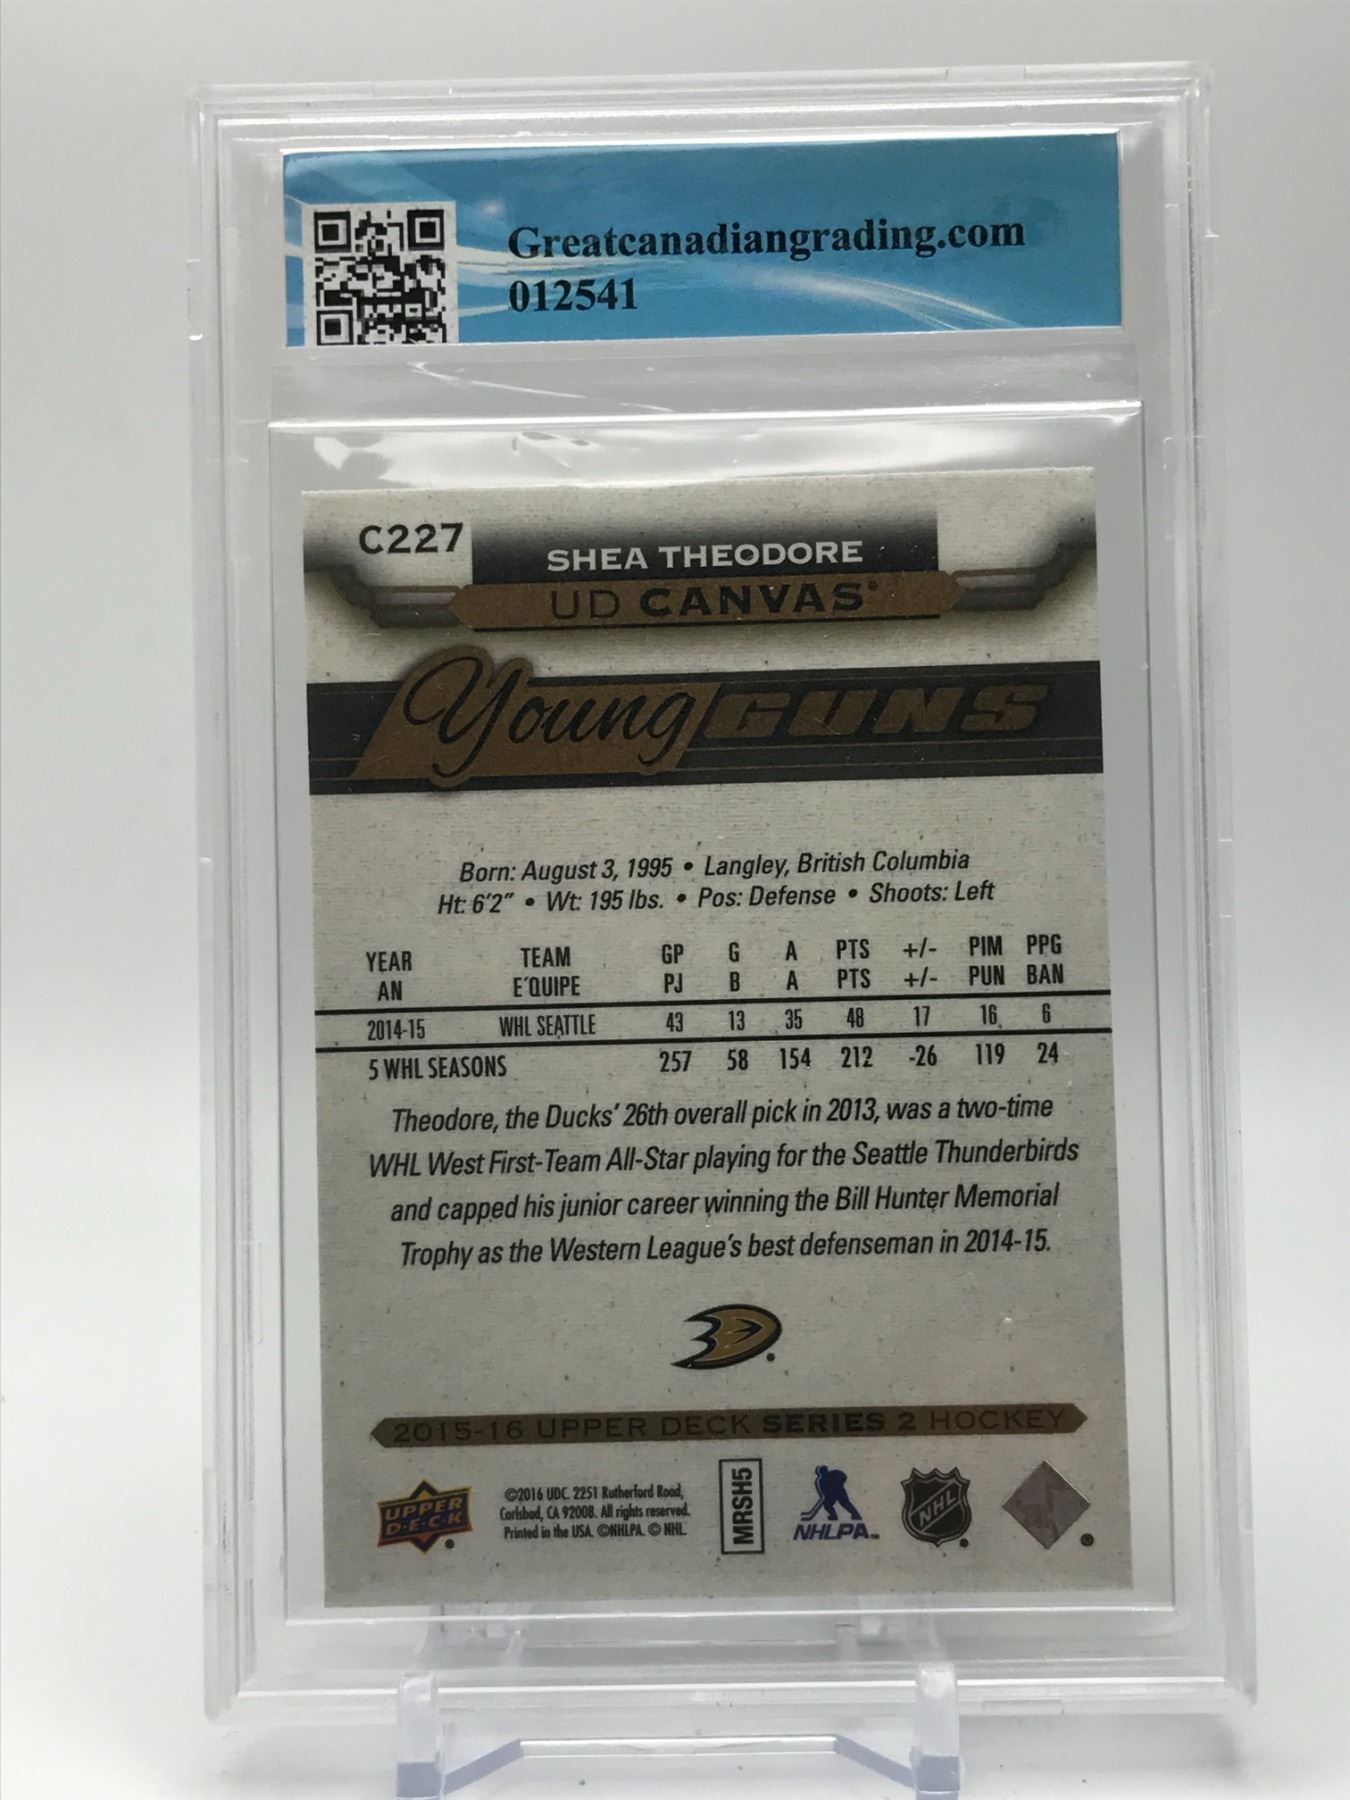 Greatcanadiangrading.com
012541
C227
SHEA THEODORE
UD CANVAS
Young GUNS
Born: August 3, 1995 • Langley, British Columbia
Ht: 6'2" • Wt: 195 lbs. • Pos: Defense • Shoots: Left
YEAR TEAM GP G A PTS +/- PIM PPG
AN E'QUIPE PJ B A PTS +/- PUN BAN
2014-15 WHL SEATTLE 43 13 35 48 17 16 6
5 WHL SEASONS 257 58 154 212 -26 119 24
Theodore, the Ducks' 26th overall pick in 2013, was a two-time
WHL West First-Team All-Star playing for the Seattle Thunderbirds
and capped his junior career winning the Bill Hunter Memorial
Trophy as the Western League's best defenseman in 2014-15.
2015-16 UPPER DECK SERIES 2 HOCKEY
UPPER
D·E·C·K
©2016 UDC. 2251 Rutherford Road,
Carlsbad, CA 92008. All rights reserved.
Printed in the USA. ©NHLPA. © NHL.
MRSH5
NHLPA
NHL